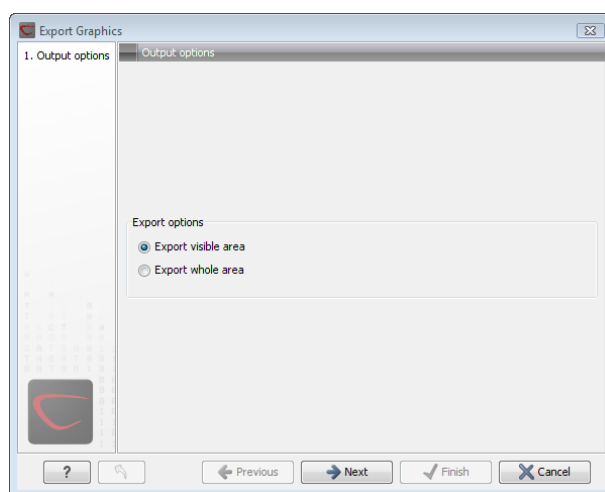 Export Graphics
1. Output options
Output options
Export options
Export visible area
Export whole area
? Previous Next Finish Cancel